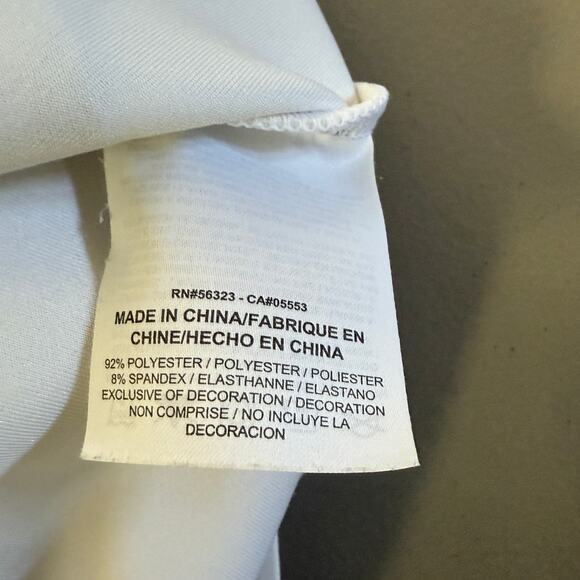 RN#56323 - CA#05553
MADE IN CHINA/FABRIQUE EN
CHINE/HECHO EN CHINA
92% POLYESTER / POLYESTER / POLIESTER
8% SPANDEX / ELASTHANNE / ELASTANO
EXCLUSIVE OF DECORATION / DECORATION
NON COMPRISE / NO INCLUYE LA
DECORACION